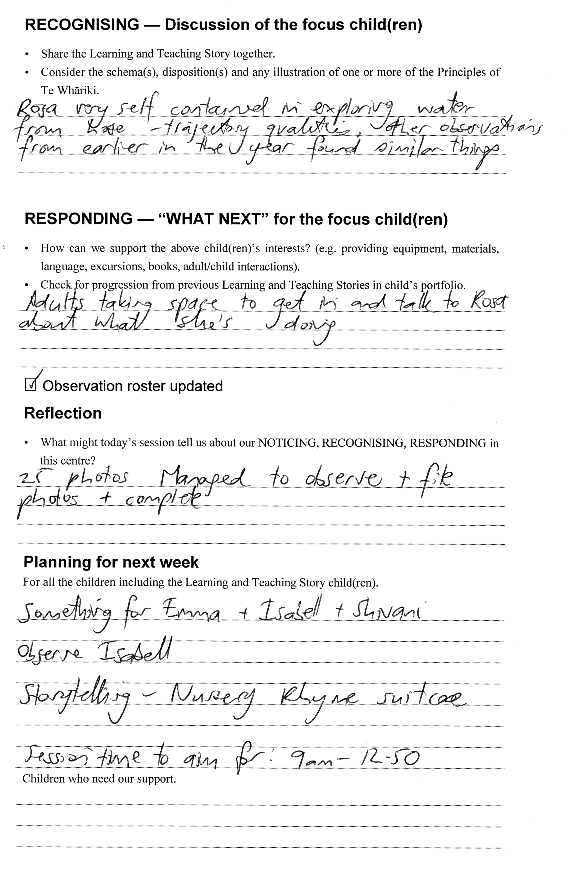 RECOGNISING — Discussion of the focus child(ren)
• Share the Learning and Teaching Story together.
• Consider the schema(s), disposition(s) and any illustration of one or more of the Principles of
Te Whāriki.
Rosa very self contained in exploring water
from hose - trajectory qualities, other observations
from earlier in the year found similar things
RESPONDING — “WHAT NEXT” for the focus child(ren)
• How can we support the above child(ren)’s interests? (e.g. providing equipment, materials,
language, excursions, books, adult/child interactions).
• Check for progression from previous Learning and Teaching Stories in child’s portfolio.
Adults taking space to get in and talk to Rosa
about what she's doing
☑ Observation roster updated
Reflection
• What might today’s session tell us about our NOTICING, RECOGNISING, RESPONDING in
this centre?
25 photos Managed to observe + file
photos + complete
Planning for next week
For all the children including the Learning and Teaching Story child(ren).
Something for Emma + Isabell + Shivani
Observe Isabell
Storytelling - Nursery Rhyme suitcase
Session time to aim for: 9am - 12-50
Children who need our support.